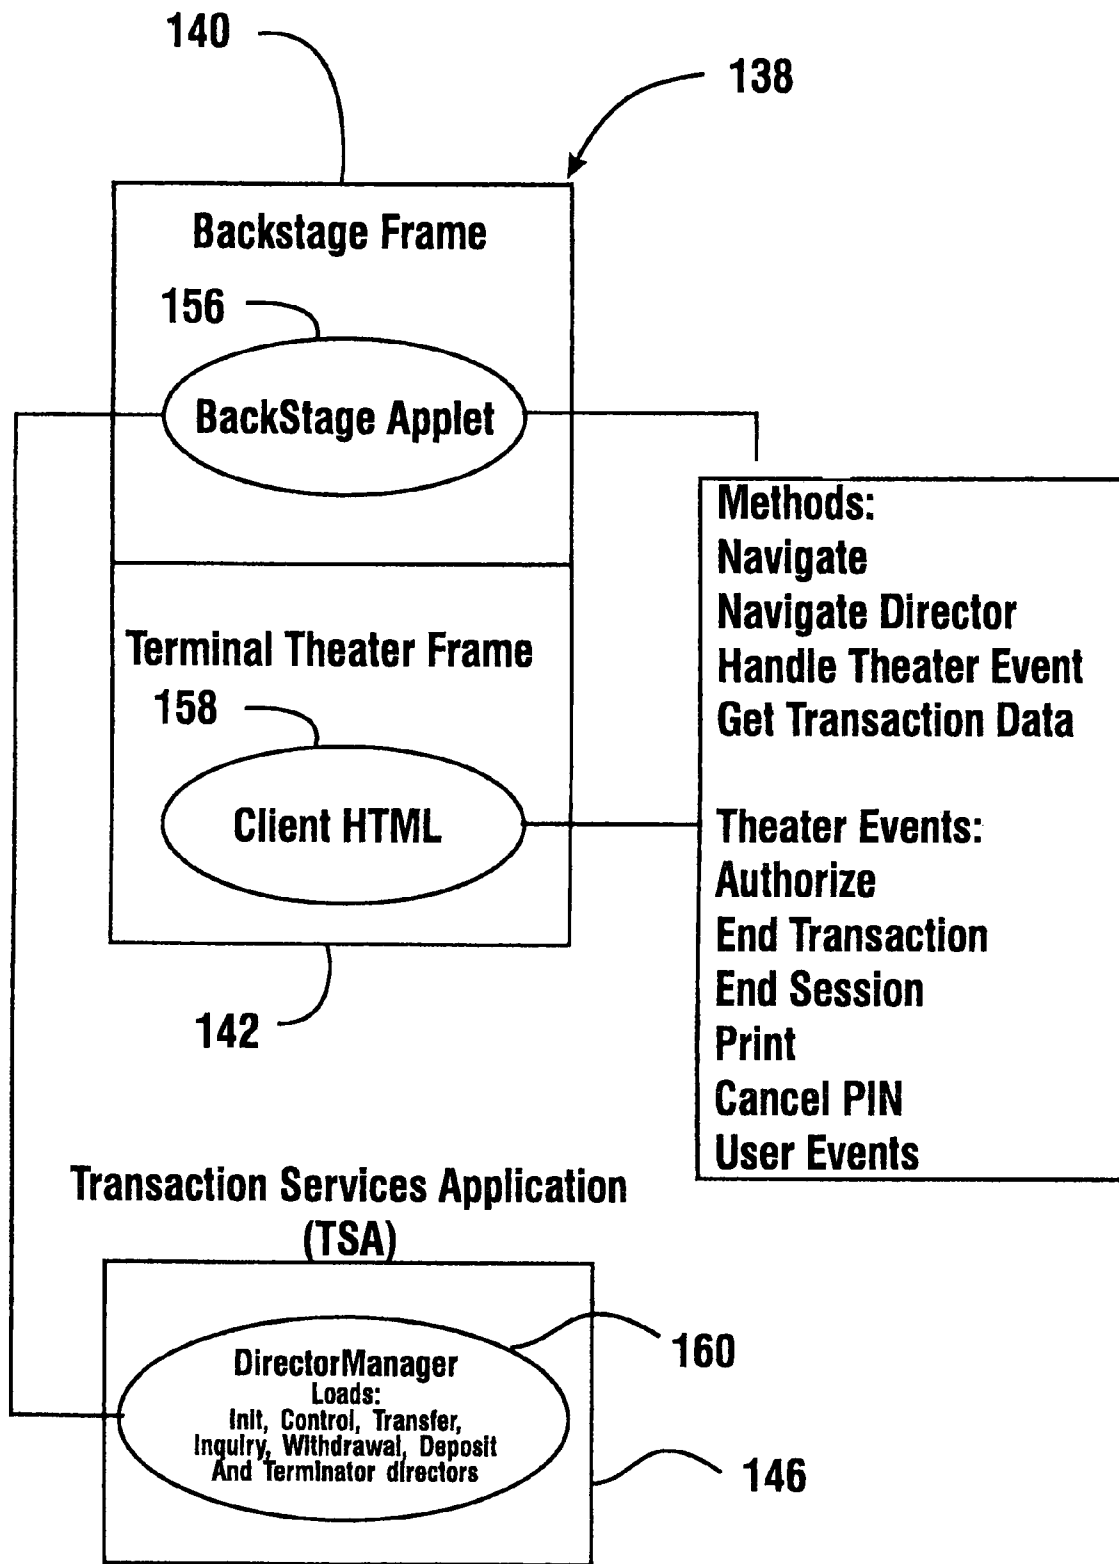 140
138
Backstage Frame
156
BackStage Applet
Terminal Theater Frame
158
Client HTML
142
Methods:
Navigate
Navigate Director
Handle Theater Event
Get Transaction Data
Theater Events:
Authorize
End Transaction
End Session
Print
Cancel PIN
User Events
Transaction Services Application
(TSA)
DirectorManager
Loads:
Init, Control, Transfer,
Inquiry, Withdrawal, Deposit
And Terminator directors
160
146